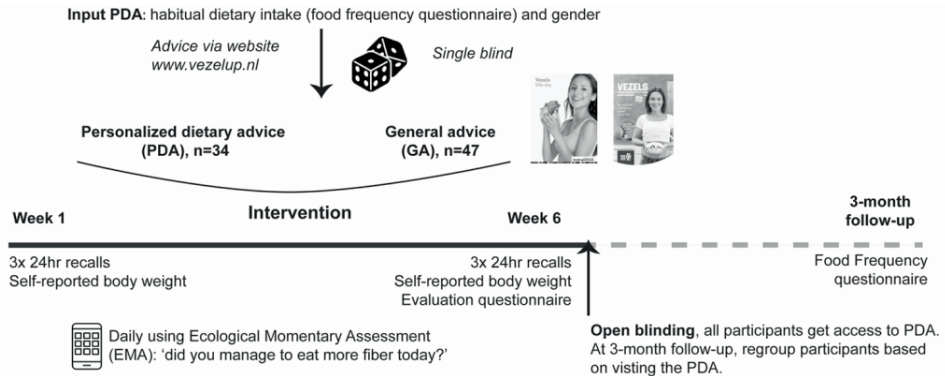 Input PDA: habitual dietary intake (food frequency questionnaire) and gender
Advice via website
www.vezelup.nl
Single blind
Vezels
VEZELS
Personalized dietary advice
(PDA), n=34
General advice
(GA), n=47
Week 1
Intervention
Week 6
3-month
follow-up
3x 24hr recalls
Self-reported body weight
3x 24hr recalls
Self-reported body weight
Evaluation questionnaire
Food Frequency
questionnaire
Daily using Ecological Momentary Assessment
(EMA): ‘did you manage to eat more fiber today?’
Open blinding, all participants get access to PDA.
At 3-month follow-up, regroup participants based
on visting the PDA.